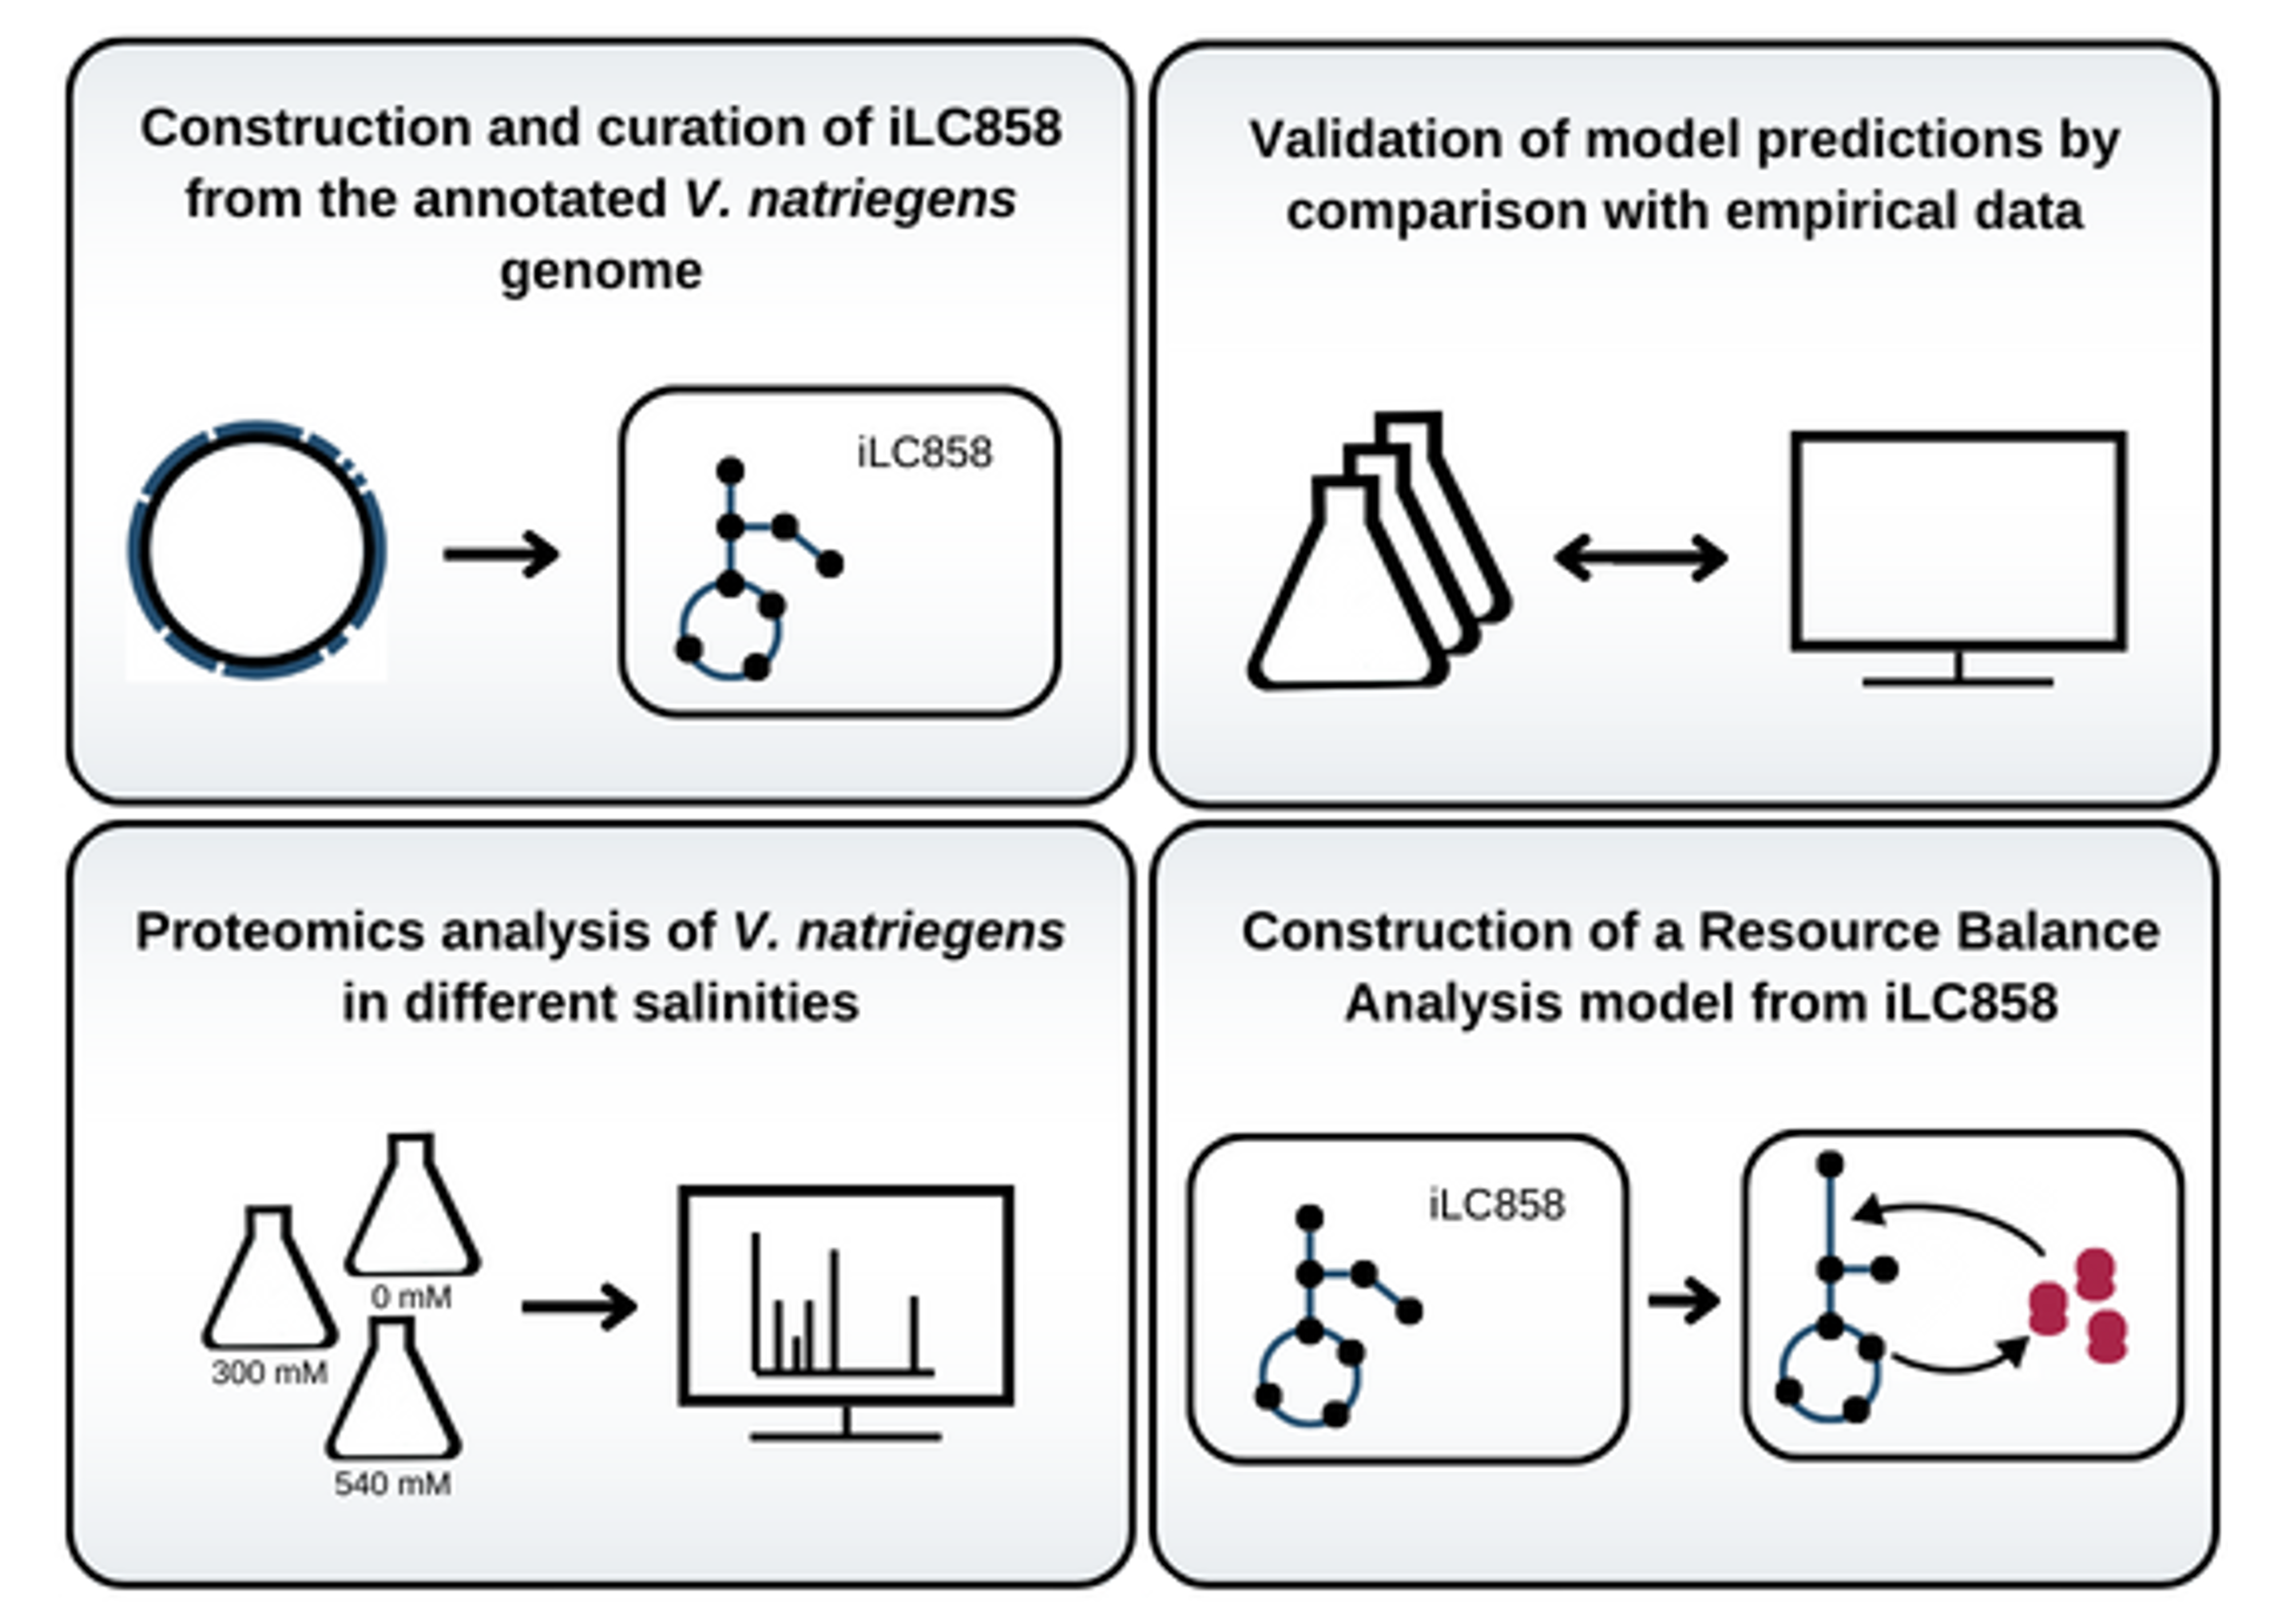 Construction and curation of iLC858
from the annotated V. natriegens
genome
iLC858
Validation of model predictions by
comparison with empirical data
Proteomics analysis of V. natriegens
in different salinities
0 mM
300 mM
540 mM
Construction of a Resource Balance
Analysis model from iLC858
iLC858